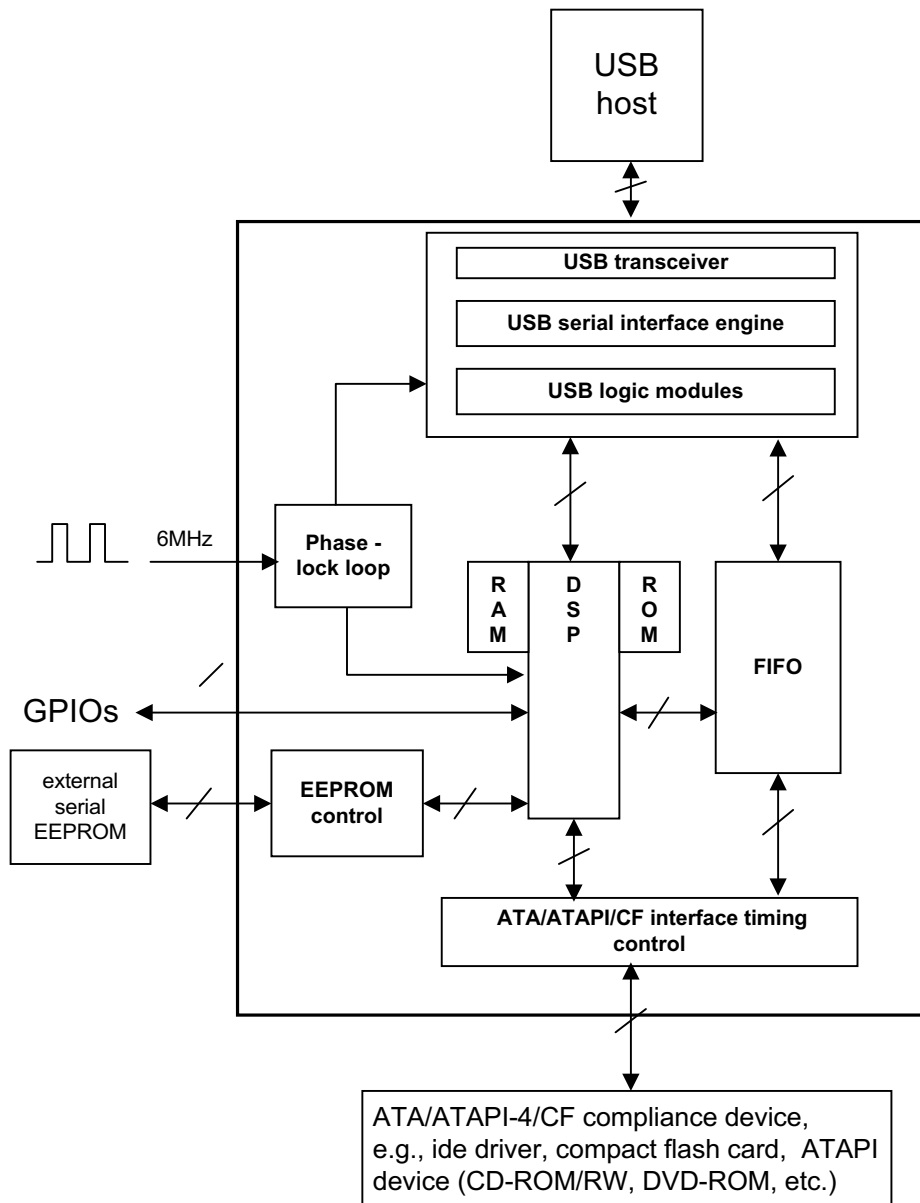 USB
host
USB transceiver
USB serial interface engine
USB logic modules
6MHz
Phase -
lock loop
R
A
M
D
S
P
R
O
M
FIFO
GPIOs
external
serial
EEPROM
EEPROM
control
ATA/ATAPI/CF interface timing
control
ATA/ATAPI-4/CF compliance device,
e.g., ide driver, compact flash card, ATAPI
device (CD-ROM/RW, DVD-ROM, etc.)